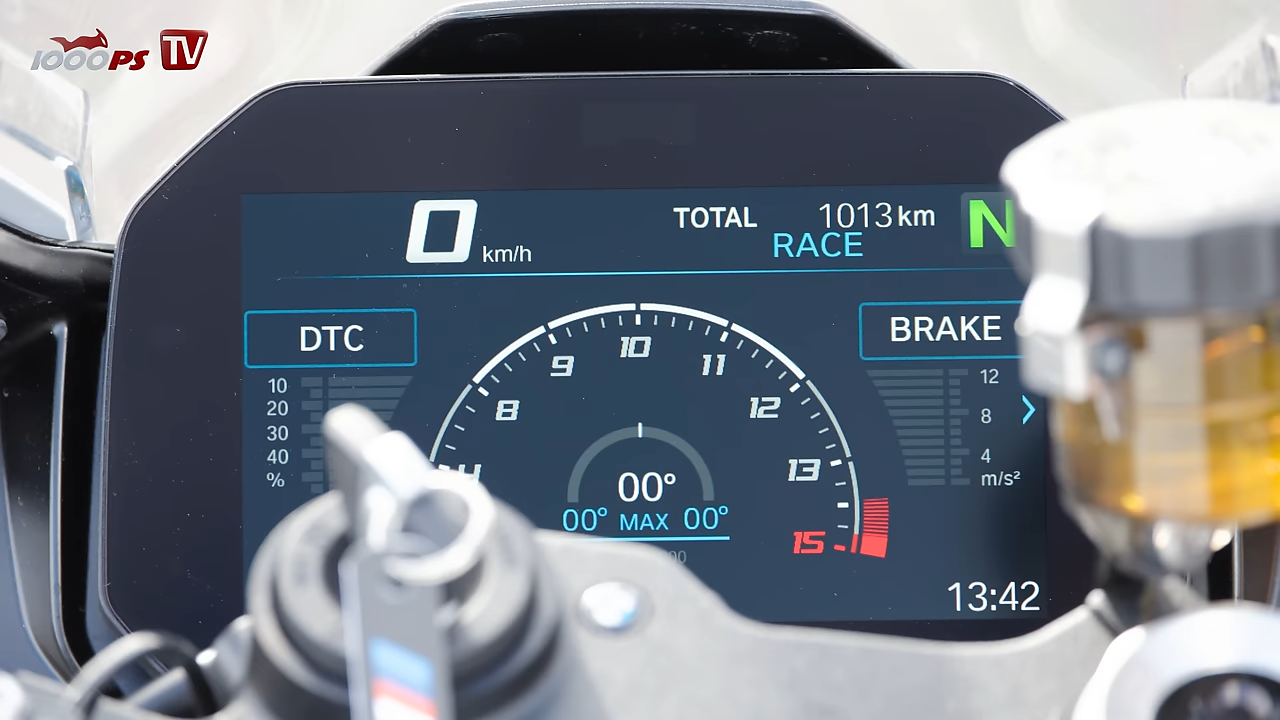 1000PS TV
0 km/h
TOTAL 1013 km
RACE
N
DTC
BRAKE
10
20
30
40
%
8
9
10
11
12
13
15
00°
00° MAX 00°
12
8
4
m/s²
13:42